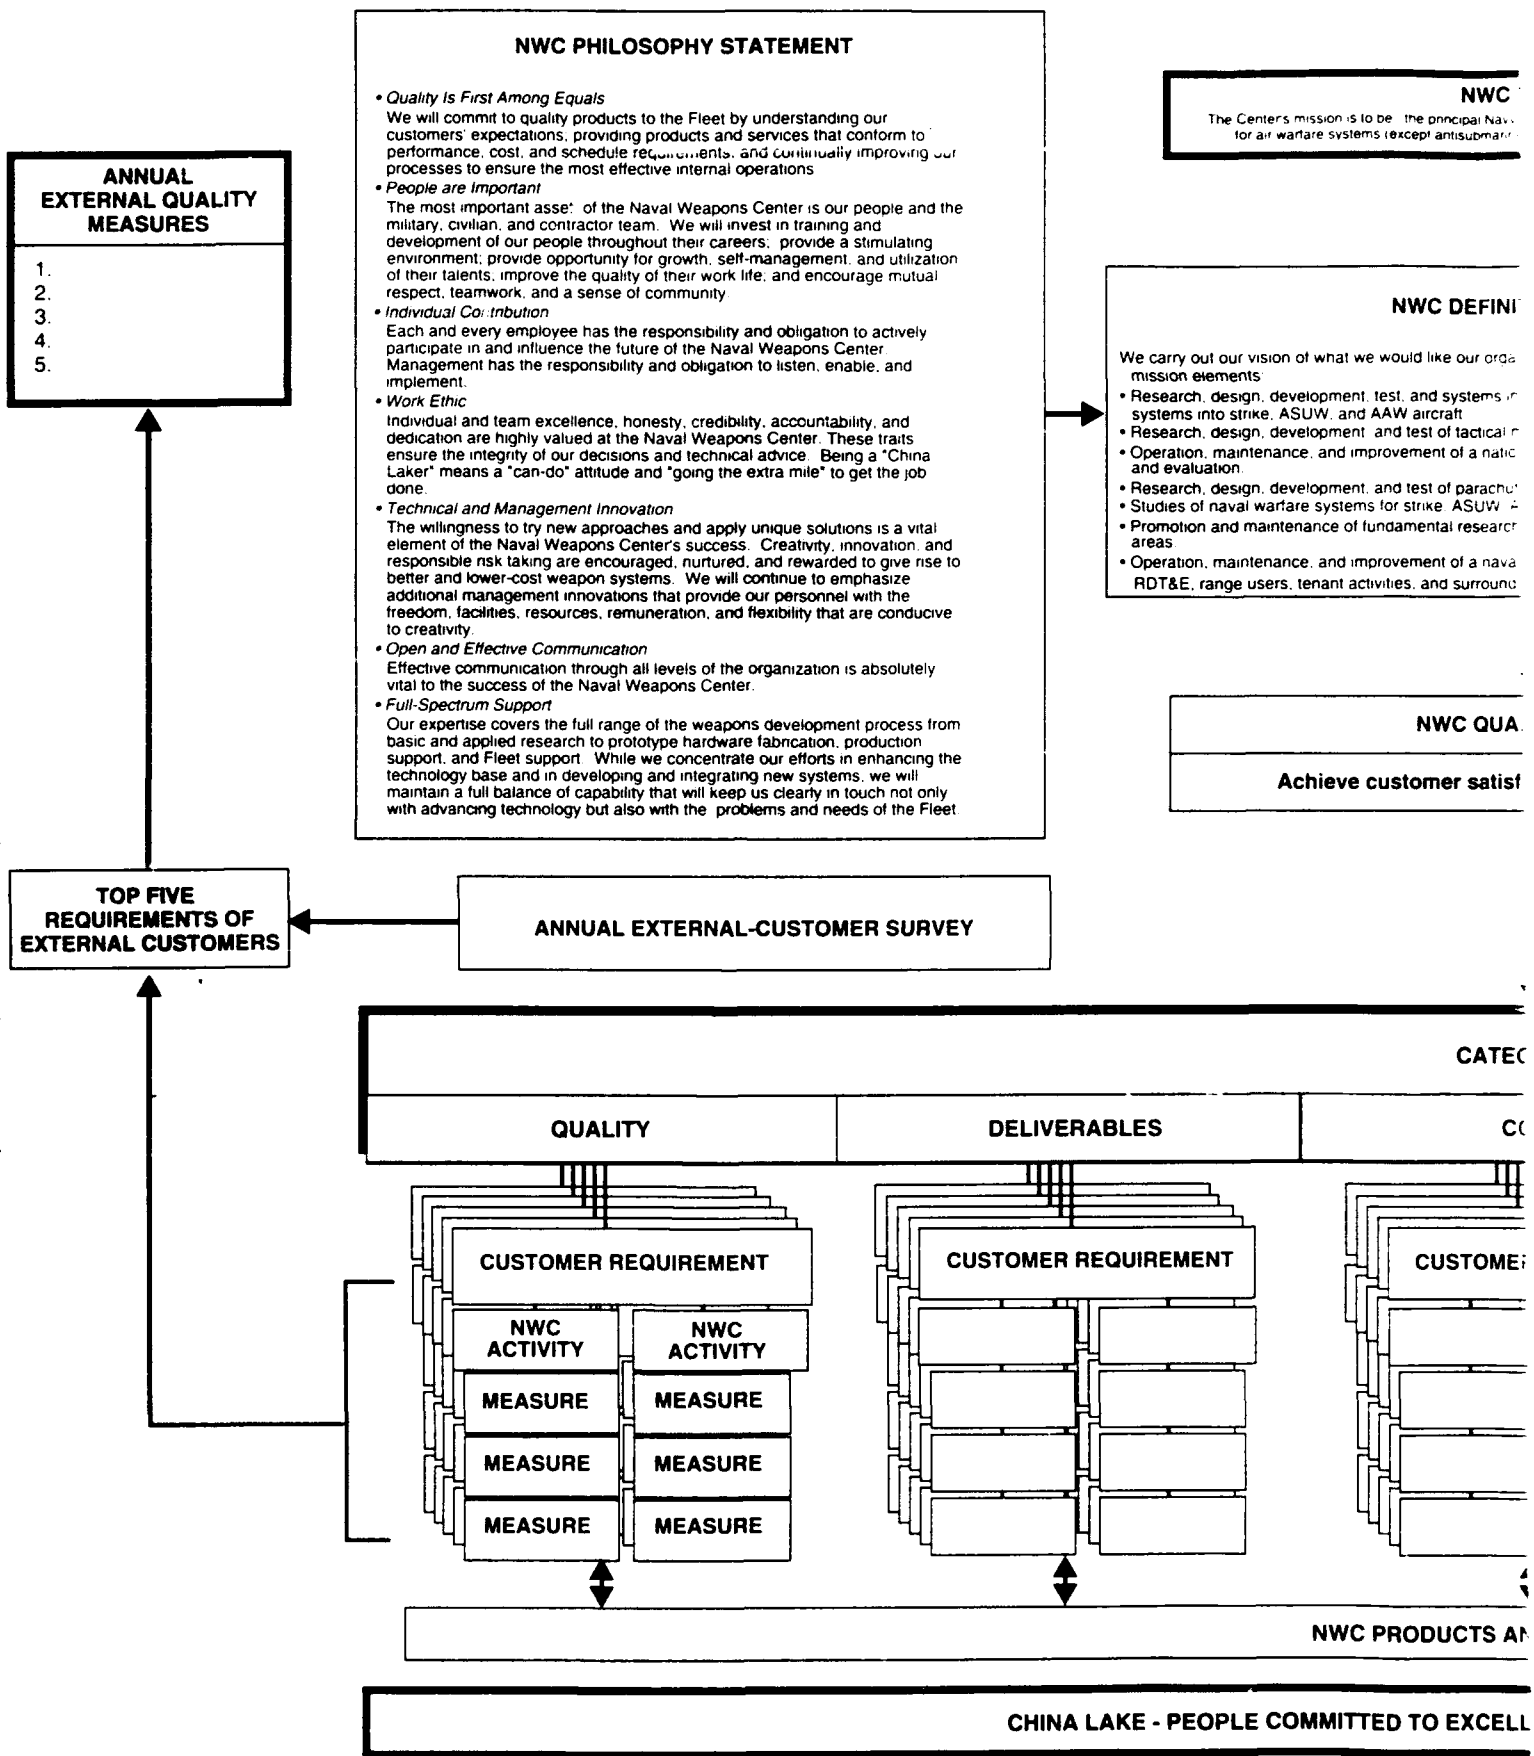 NWC PHILOSOPHY STATEMENT
• Quality Is First Among Equals
We will commit to quality products to the Fleet by understanding our
customers' expectations; providing products and services that conform to
performance, cost, and schedule requirements; and continually improving our
processes to ensure the most effective internal operations
• People are Important
The most important asset of the Naval Weapons Center is our people and the
military, civilian, and contractor team. We will invest in training and
development of our people throughout their careers; provide a stimulating
environment; provide opportunity for growth, self-management, and utilization
of their talents; improve the quality of their work life; and encourage mutual
respect, teamwork, and a sense of community
• Individual Contribution
Each and every employee has the responsibility and obligation to actively
participate in and influence the future of the Naval Weapons Center
Management has the responsibility and obligation to listen, enable, and
implement.
• Work Ethic
Individual and team excellence, honesty, credibility, accountability, and
dedication are highly valued at the Naval Weapons Center. These traits
ensure the integrity of our decisions and technical advice. Being a "China
Laker" means a "can-do" attitude and "going the extra mile" to get the job
done.
• Technical and Management Innovation
The willingness to try new approaches and apply unique solutions is a vital
element of the Naval Weapons Center's success. Creativity, innovation, and
responsible risk taking are encouraged, nurtured, and rewarded to give rise to
better and lower-cost weapon systems. We will continue to emphasize
additional management innovations that provide our personnel with the
freedom, facilities, resources, remuneration, and flexibility that are conducive
to creativity.
• Open and Effective Communication
Effective communication through all levels of the organization is absolutely
vital to the success of the Naval Weapons Center.
• Full-Spectrum Support
Our expertise covers the full range of the weapons development process from
basic and applied research to prototype hardware fabrication, production
support, and Fleet support. While we concentrate our efforts in enhancing the
technology base and in developing and integrating new systems, we will
maintain a full balance of capability that will keep us clearly in touch not only
with advancing technology but also with the problems and needs of the Fleet.
NWC
The Center's mission is to be the principal
for air warfare systems (except
ANNUAL
EXTERNAL QUALITY
MEASURES
1.
2.
3.
4.
5.
NWC DEFINI
We carry out our vision of what we would like our
mission elements
• Research, design, development, test, and systems
systems into strike, ASUW, and AAW aircraft
• Research, design, development and test of tactical
• Operation, maintenance, and improvement of a
and evaluation.
• Research, design, development, and test of
• Studies of naval warfare systems for strike, ASUW
• Promotion and maintenance of fundamental research
areas
• Operation, maintenance, and improvement of a
RDT&E, range users, tenant activities, and
NWC QUA
Achieve customer satisf
TOP FIVE
REQUIREMENTS OF
EXTERNAL CUSTOMERS
ANNUAL EXTERNAL-CUSTOMER SURVEY
CATE
QUALITY
DELIVERABLES
CUSTOMER REQUIREMENT
CUSTOMER REQUIREMENT
CUSTOME
NWC
ACTIVITY
NWC
ACTIVITY
MEASURE
MEASURE
MEASURE
MEASURE
MEASURE
MEASURE
NWC PRODUCTS
CHINA LAKE - PEOPLE COMMITTED TO EXCELL